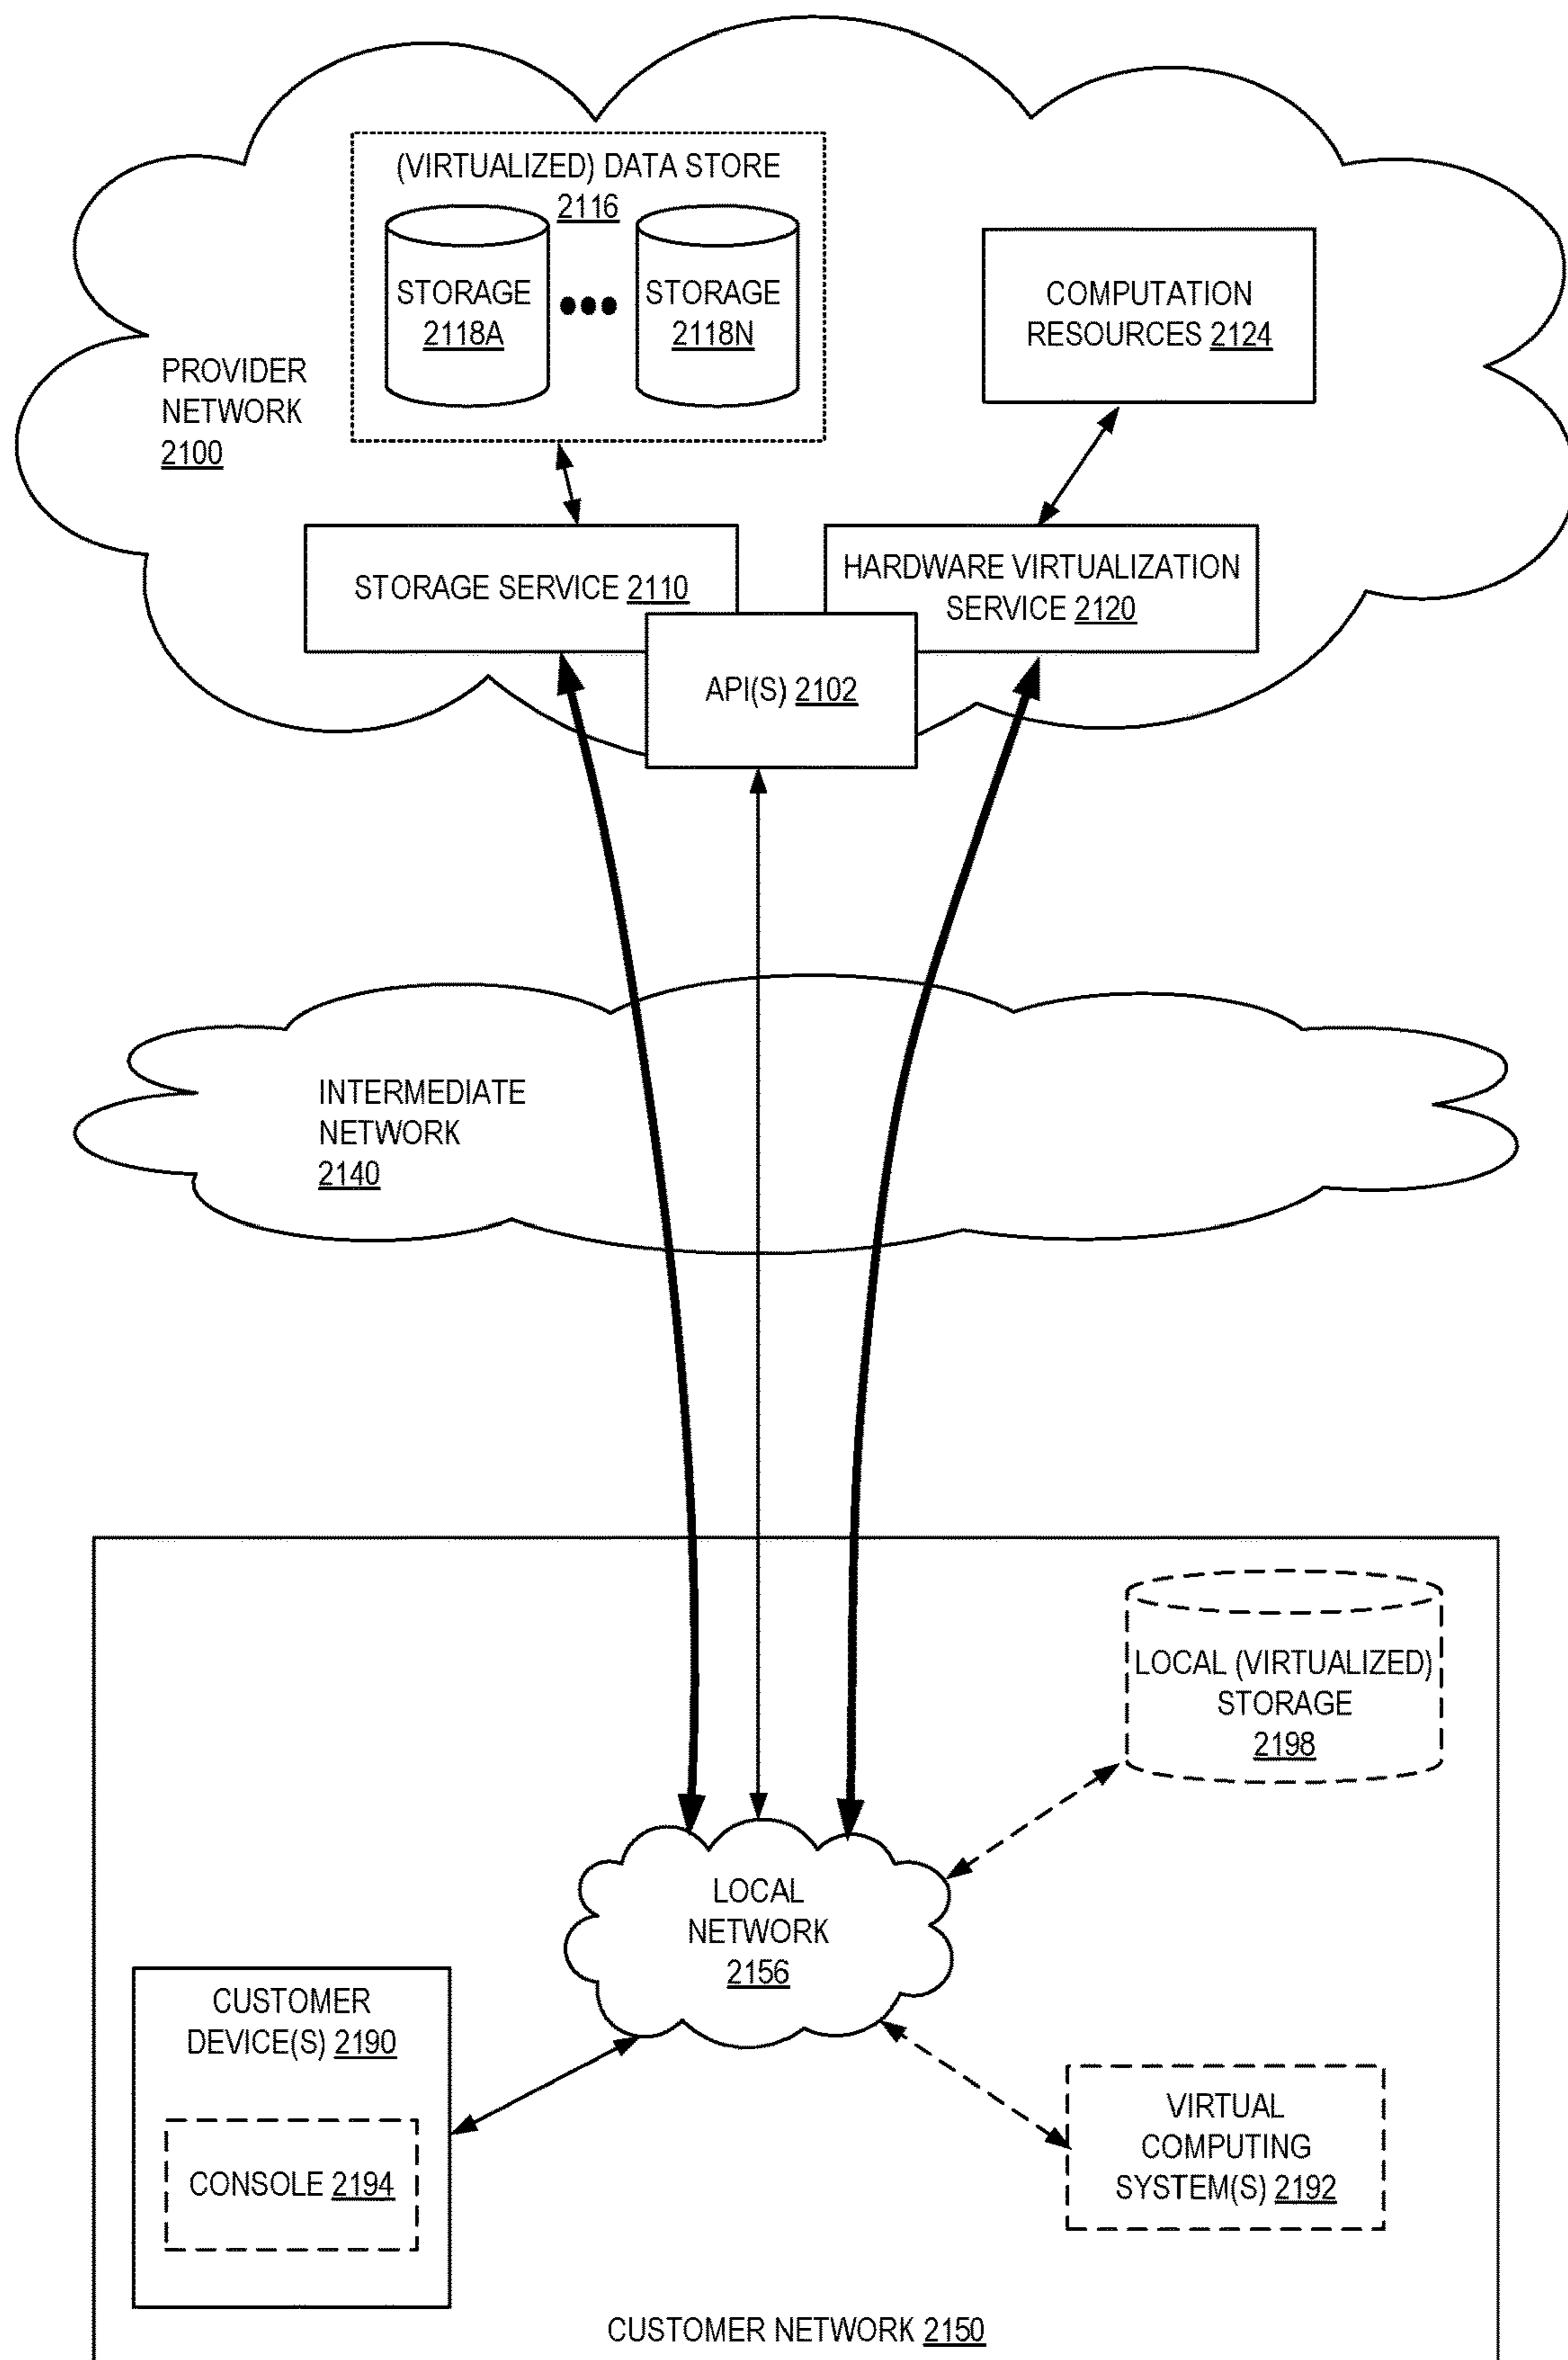 (VIRTUALIZED) DATA STORE
2116
STORAGE
2118A
STORAGE
2118N
COMPUTATION
RESOURCES 2124
PROVIDER
NETWORK
2100
STORAGE SERVICE 2110
HARDWARE VIRTUALIZATION
SERVICE 2120
API(S) 2102
INTERMEDIATE
NETWORK
2140
LOCAL (VIRTUALIZED)
STORAGE
2198
LOCAL
NETWORK
2156
CUSTOMER
DEVICE(S) 2190
CONSOLE 2194
VIRTUAL
COMPUTING
SYSTEM(S) 2192
CUSTOMER NETWORK 2150